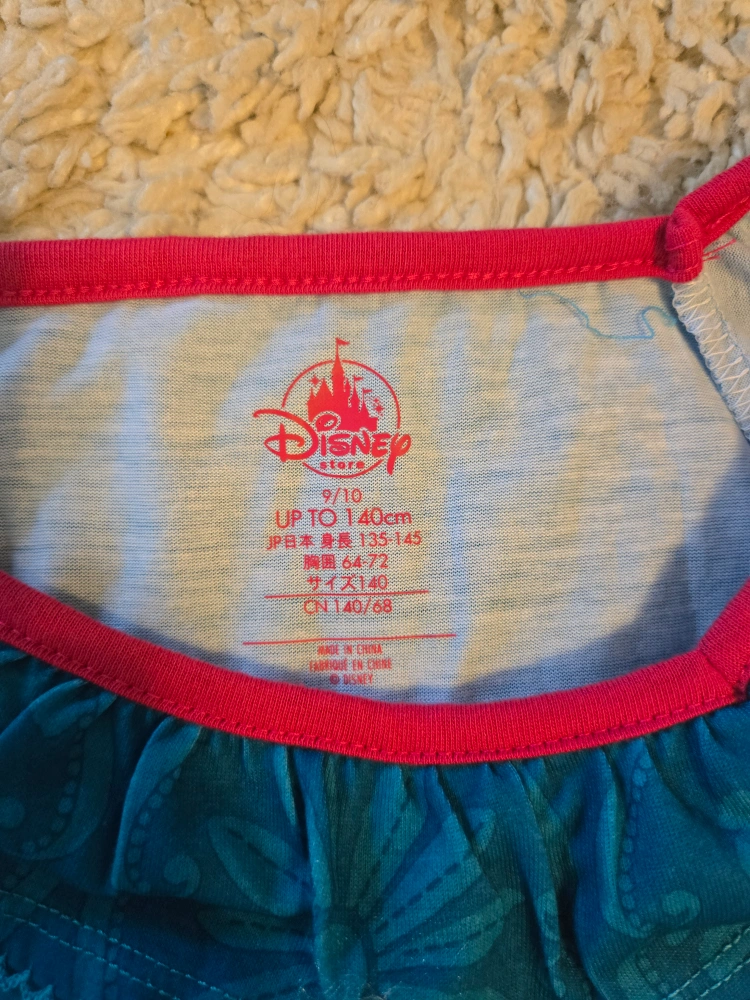 Disney
store
9/10
UP TO 140cm
JP日本 身長 135-145
胸囲 64-72
サイズ140
CN 140/68
MADE IN CHINA
FABRIQUÉ EN CHINE
© DISNEY